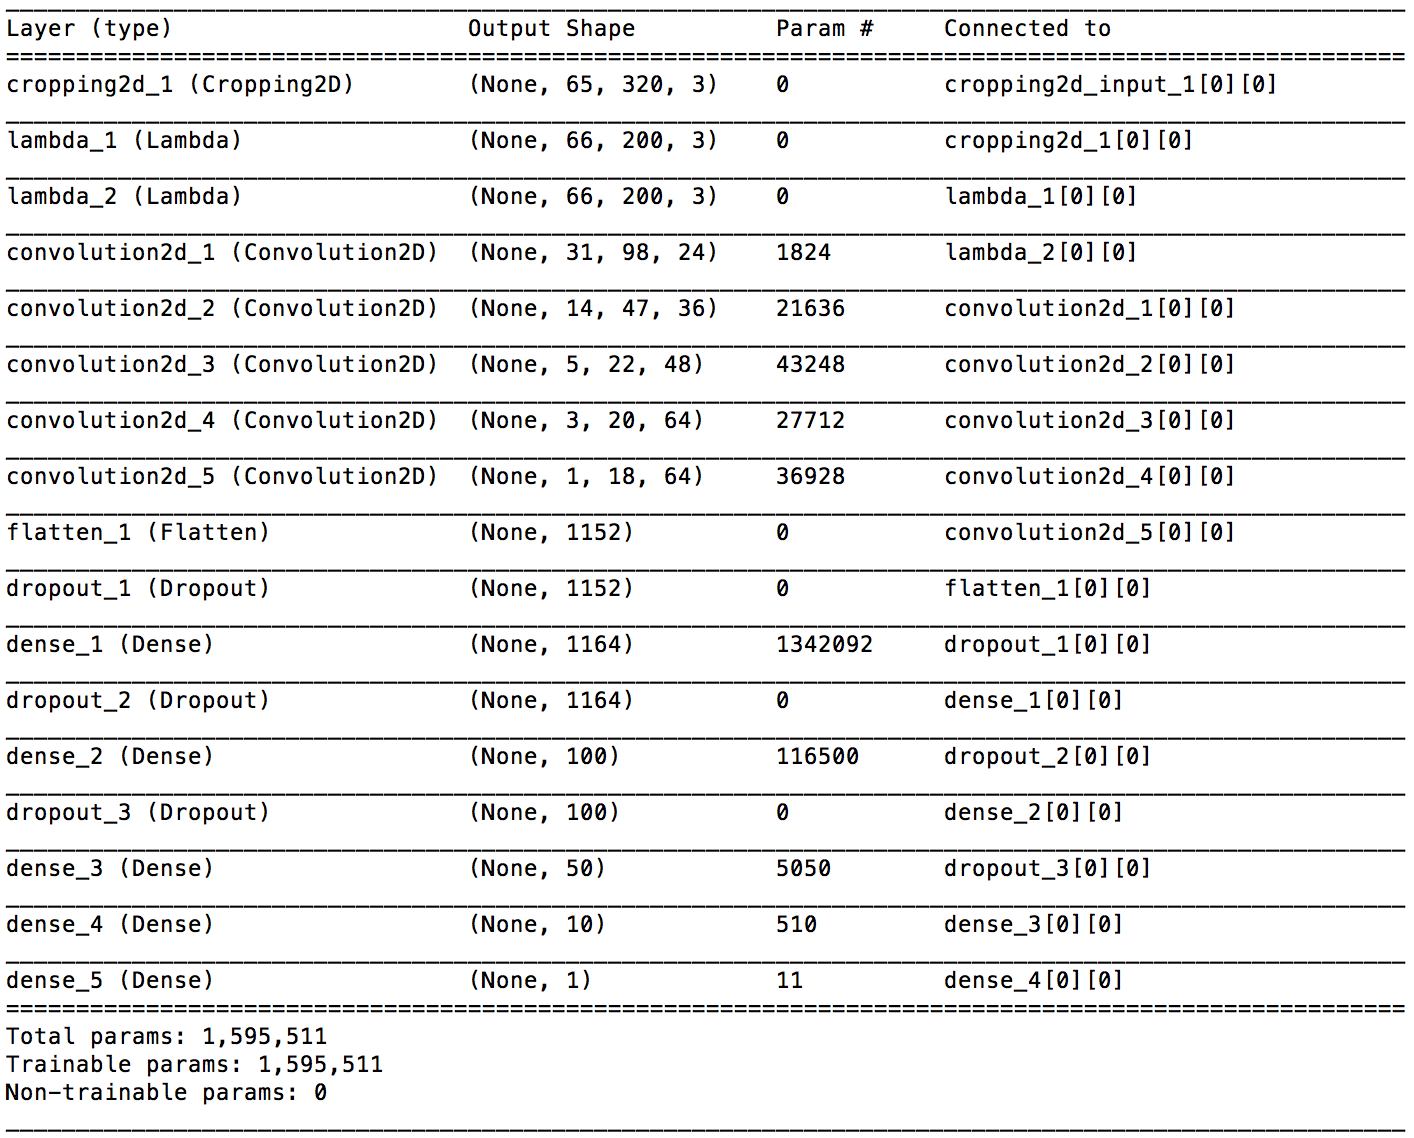 Layer (type) Output Shape Param # Connected to
cropping2d_1 (Cropping2D) (None, 65, 320, 3) 0 cropping2d_input_1[0][0]
lambda_1 (Lambda) (None, 66, 200, 3) 0 cropping2d_1[0][0]
lambda_2 (Lambda) (None, 66, 200, 3) 0 lambda_1[0][0]
convolution2d_1 (Convolution2D) (None, 31, 98, 24) 1824 lambda_2[0][0]
convolution2d_2 (Convolution2D) (None, 14, 47, 36) 21636 convolution2d_1[0][0]
convolution2d_3 (Convolution2D) (None, 5, 22, 48) 43248 convolution2d_2[0][0]
convolution2d_4 (Convolution2D) (None, 3, 20, 64) 27712 convolution2d_3[0][0]
convolution2d_5 (Convolution2D) (None, 1, 18, 64) 36928 convolution2d_4[0][0]
flatten_1 (Flatten) (None, 1152) 0 convolution2d_5[0][0]
dropout_1 (Dropout) (None, 1152) 0 flatten_1[0][0]
dense_1 (Dense) (None, 1164) 1342092 dropout_1[0][0]
dropout_2 (Dropout) (None, 1164) 0 dense_1[0][0]
dense_2 (Dense) (None, 100) 116500 dropout_2[0][0]
dropout_3 (Dropout) (None, 100) 0 dense_2[0][0]
dense_3 (Dense) (None, 50) 5050 dropout_3[0][0]
dense_4 (Dense) (None, 10) 510 dense_3[0][0]
dense_5 (Dense) (None, 1) 11 dense_4[0][0]
Total params: 1,595,511
Trainable params: 1,595,511
Non-trainable params: 0